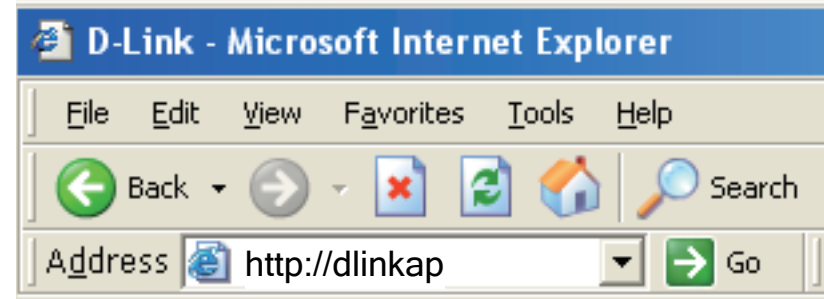 D-Link - Microsoft Internet Explorer
File Edit View Favorites Tools Help
Back Search
Address http://dlinkap Go